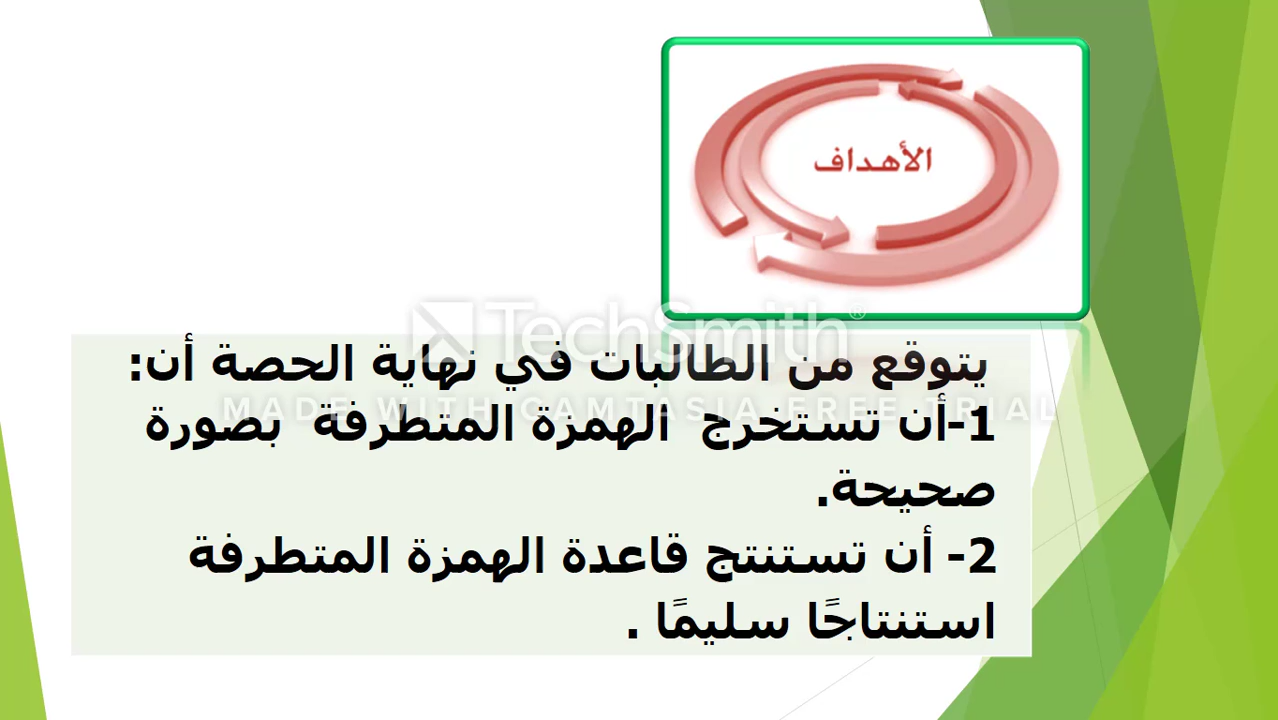 الأهداف
TechSmith®
MADE WITH CAMTASIA FREE TRIAL
يتوقع من الطالبات في نهاية الحصة أن:
1-أن تستخرج الهمزة المتطرفة بصورة
صحيحة.
2- أن تستنتج قاعدة الهمزة المتطرفة
استنتاجًا سليمًا .